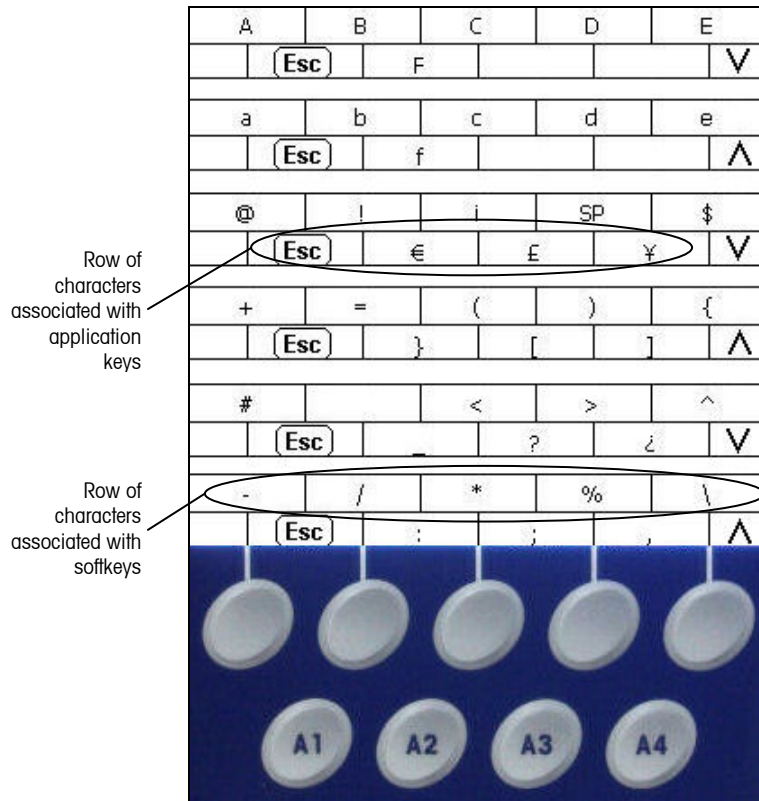 A B C D E
Esc F V
a b c d e
Esc f Λ
@ ! ¡ SP $
Esc € £ ¥ V
Row of
characters
associated with
application
keys
+ = ( ) {
Esc } [ ] Λ
# < > ^
Esc _ ? ¿ V
Row of
characters
associated with
softkeys
- / * % \
Esc : ; , Λ
A1 A2 A3 A4